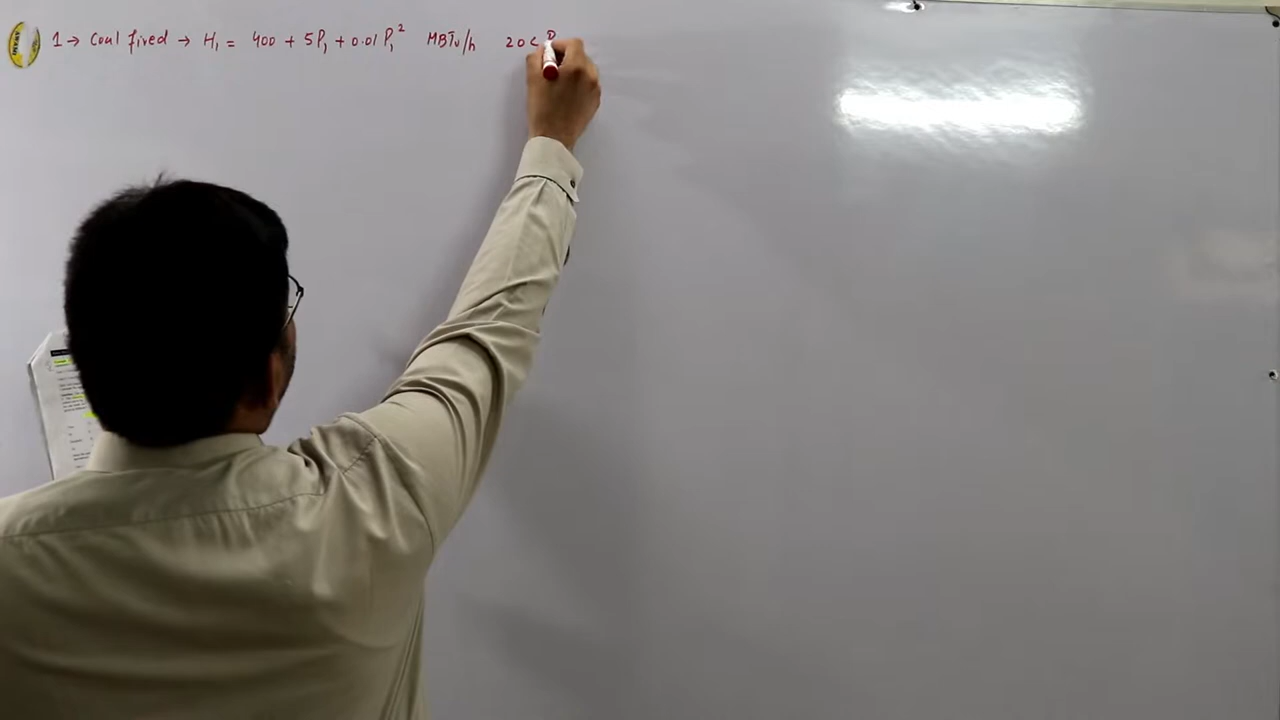 1 → Coal fired → H₁ = 400 + 5P₁ + 0.01 P₁² MBTu/h 20 < P